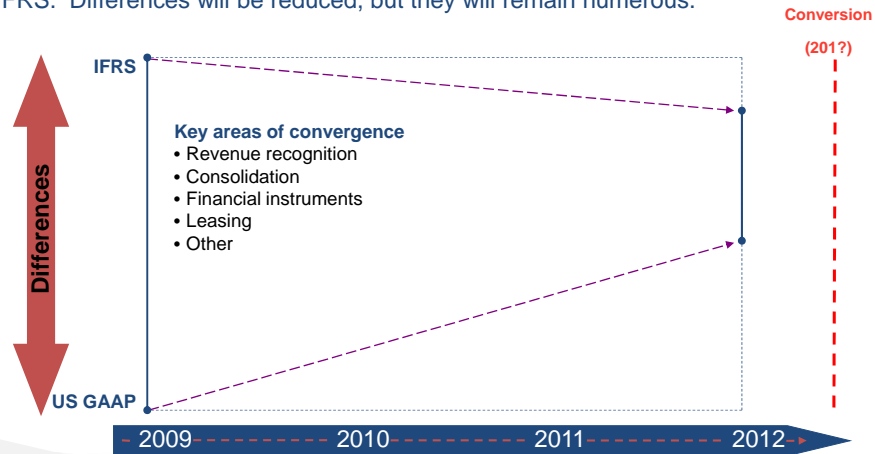 IFRS. Differences will be reduced, but they will remain numerous.
Conversion
(201?)
IFRS
Key areas of convergence
• Revenue recognition
• Consolidation
• Financial instruments
• Leasing
• Other
Differences
US GAAP
2009 2010 2011 2012